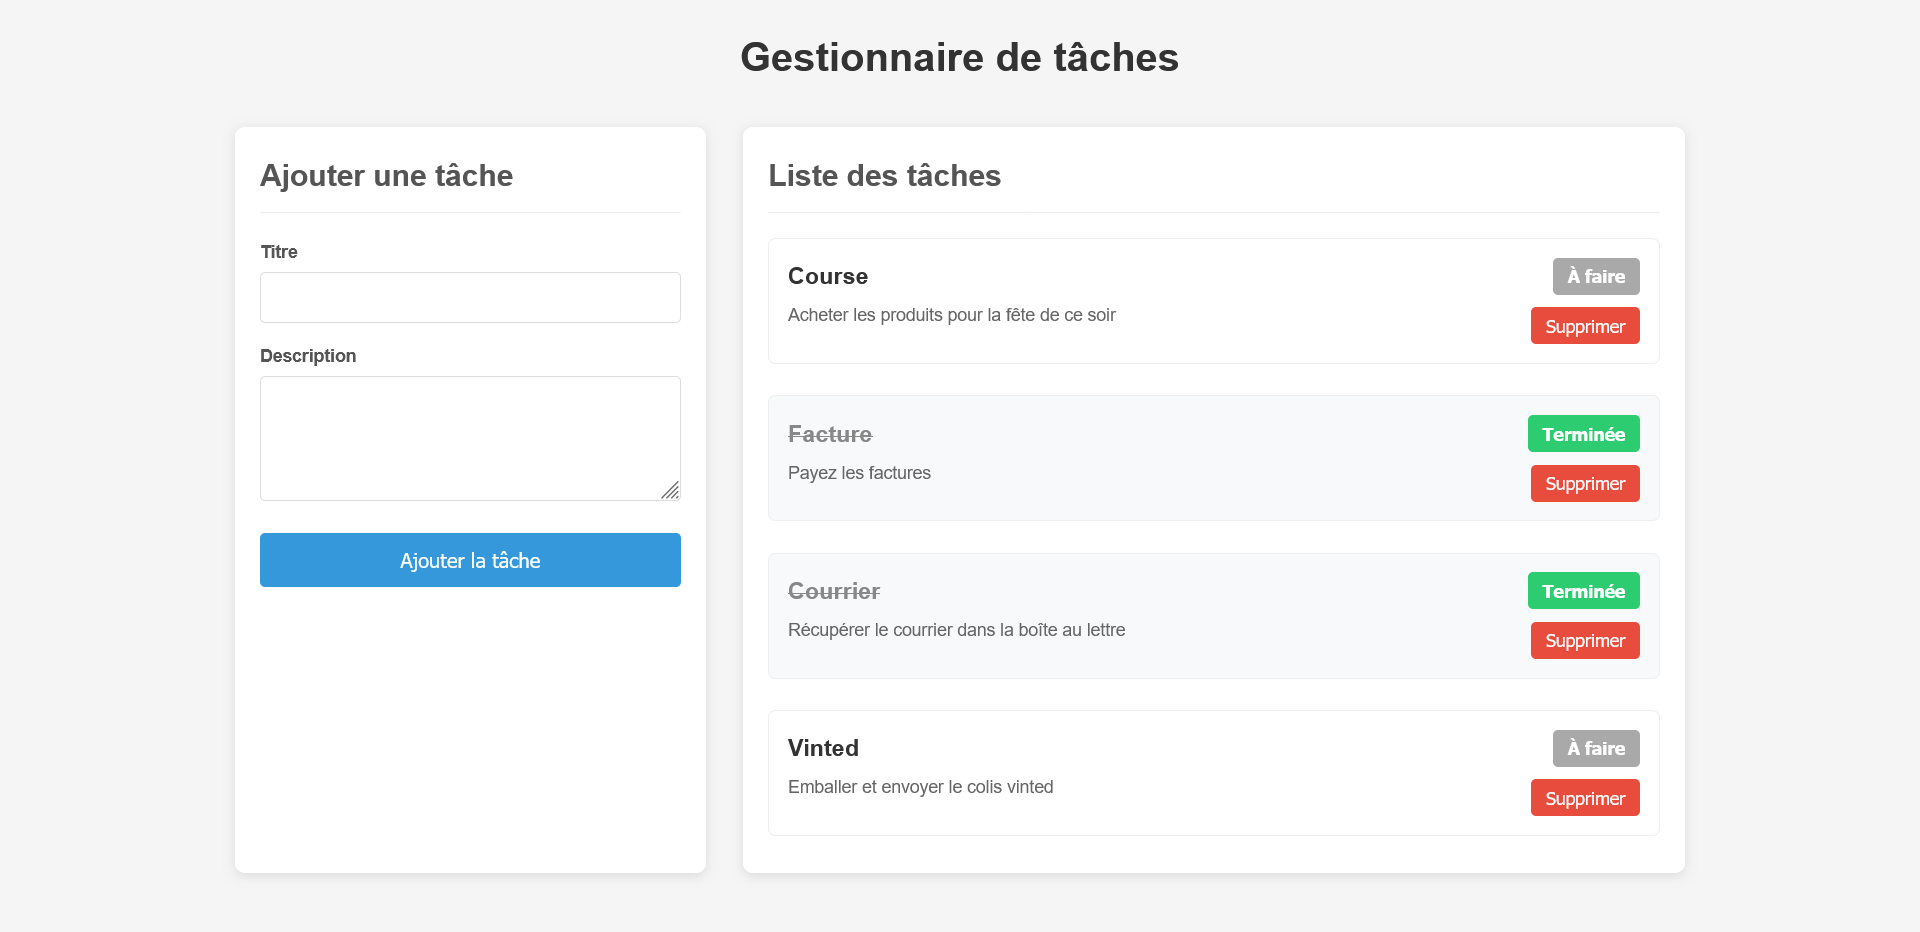 Gestionnaire de tâches
Ajouter une tâche
Titre
Description
Ajouter la tâche
Liste des tâches
Course
À faire
Acheter les produits pour la fête de ce soir
Supprimer
Facture
Terminée
Payez les factures
Supprimer
Courrier
Terminée
Récupérer le courrier dans la boîte au lettre
Supprimer
Vinted
À faire
Emballer et envoyer le colis vinted
Supprimer